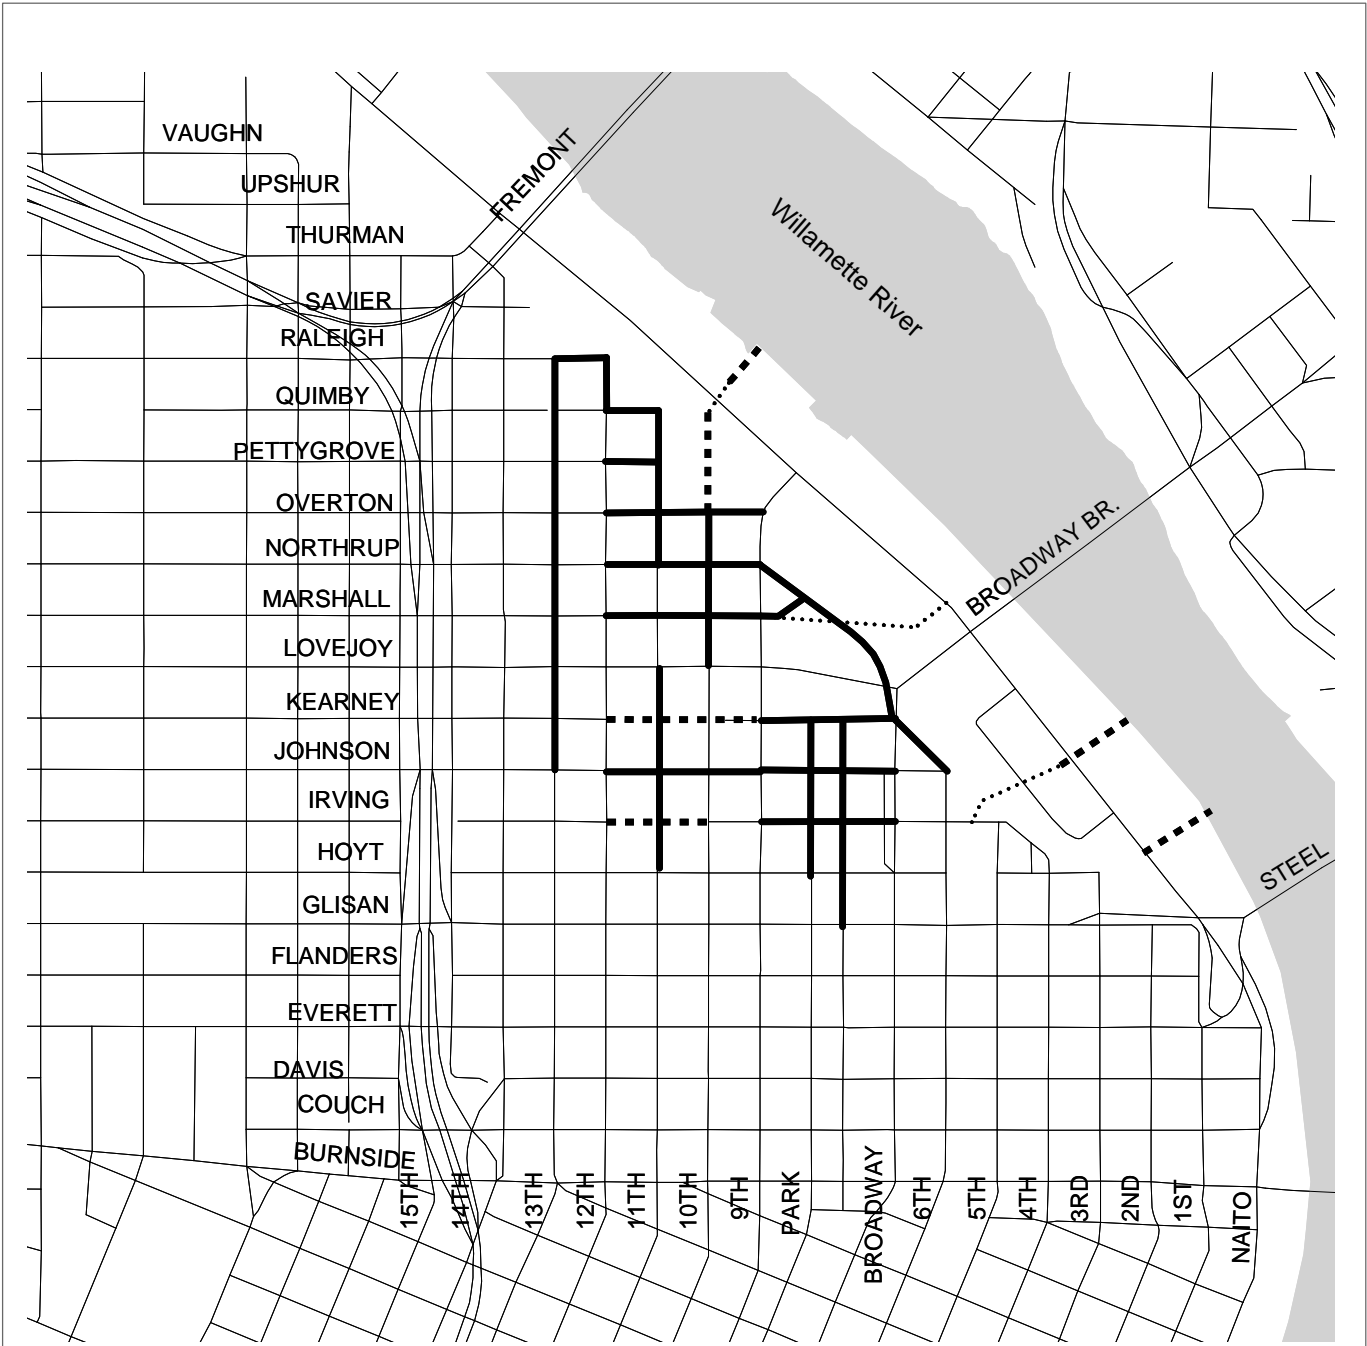 VAUGHN
UPSHUR
THURMAN
FREMONT
Willamette River
SAVIER
RALEIGH
QUIMBY
PETTYGROVE
OVERTON
NORTHRUP
MARSHALL
LOVEJOY
KEARNEY
JOHNSON
IRVING
HOYT
GLISAN
FLANDERS
EVERETT
DAVIS
COUCH
BURNSIDE
BROADWAY BR.
STEEL
15TH
14TH
13TH
12TH
11TH
10TH
9TH
PARK
BROADWAY
6TH
5TH
4TH
3RD
2ND
1ST
NAITO